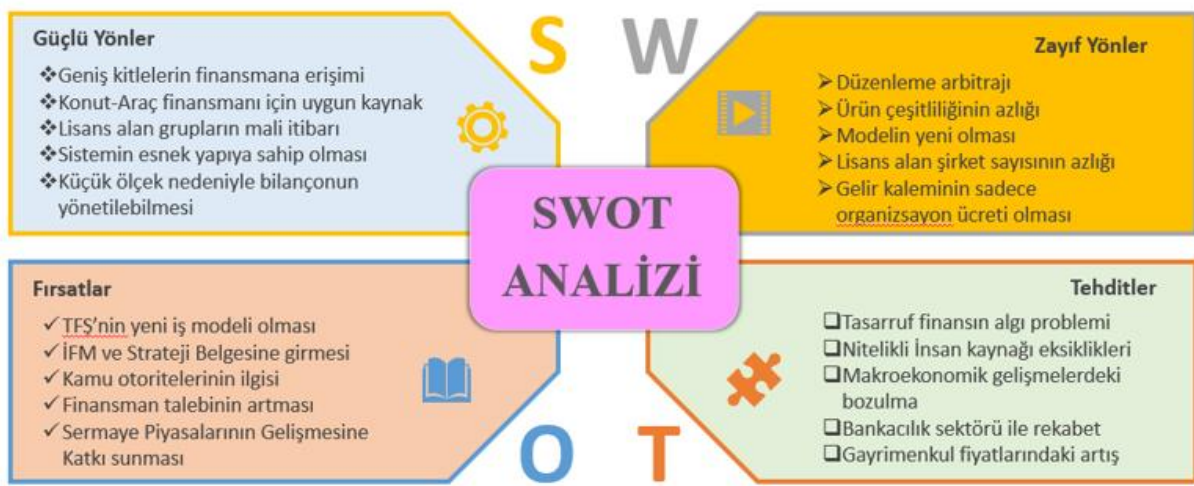 Güçlü Yönler
❖Geniş kitlelerin finansmana erişimi
❖Konut-Araç finansmanı için uygun kaynak
❖Lisans alan grupların mali itibarı
❖Sistemin esnek yapıya sahip olması
❖Küçük ölçek nedeniyle bilançonun
yönetilebilmesi
S W
Zayıf Yönler
➢Düzenleme arbitrajı
➢Ürün çeşitliliğinin azlığı
➢Modelin yeni olması
➢Lisans alan şirket sayısının azlığı
➢Gelir kaleminin sadece
organizsayon ücreti olması
SWOT
ANALİZİ
Fırsatlar
✓TFŞ'nin yeni iş modeli olması
✓İFM ve Strateji Belgesine girmesi
✓Kamu otoritelerinin ilgisi
✓Finansman talebinin artması
✓Sermaye Piyasalarının Gelişmesine
Katkı sunması
O T
Tehditler
❑Tasarruf finansın algı problemi
❑Nitelikli İnsan kaynağı eksiklikleri
❑Makroekonomik gelişmelerdeki
bozulma
❑Bankacılık sektörü ile rekabet
❑Gayrimenkul fiyatlarındaki artış